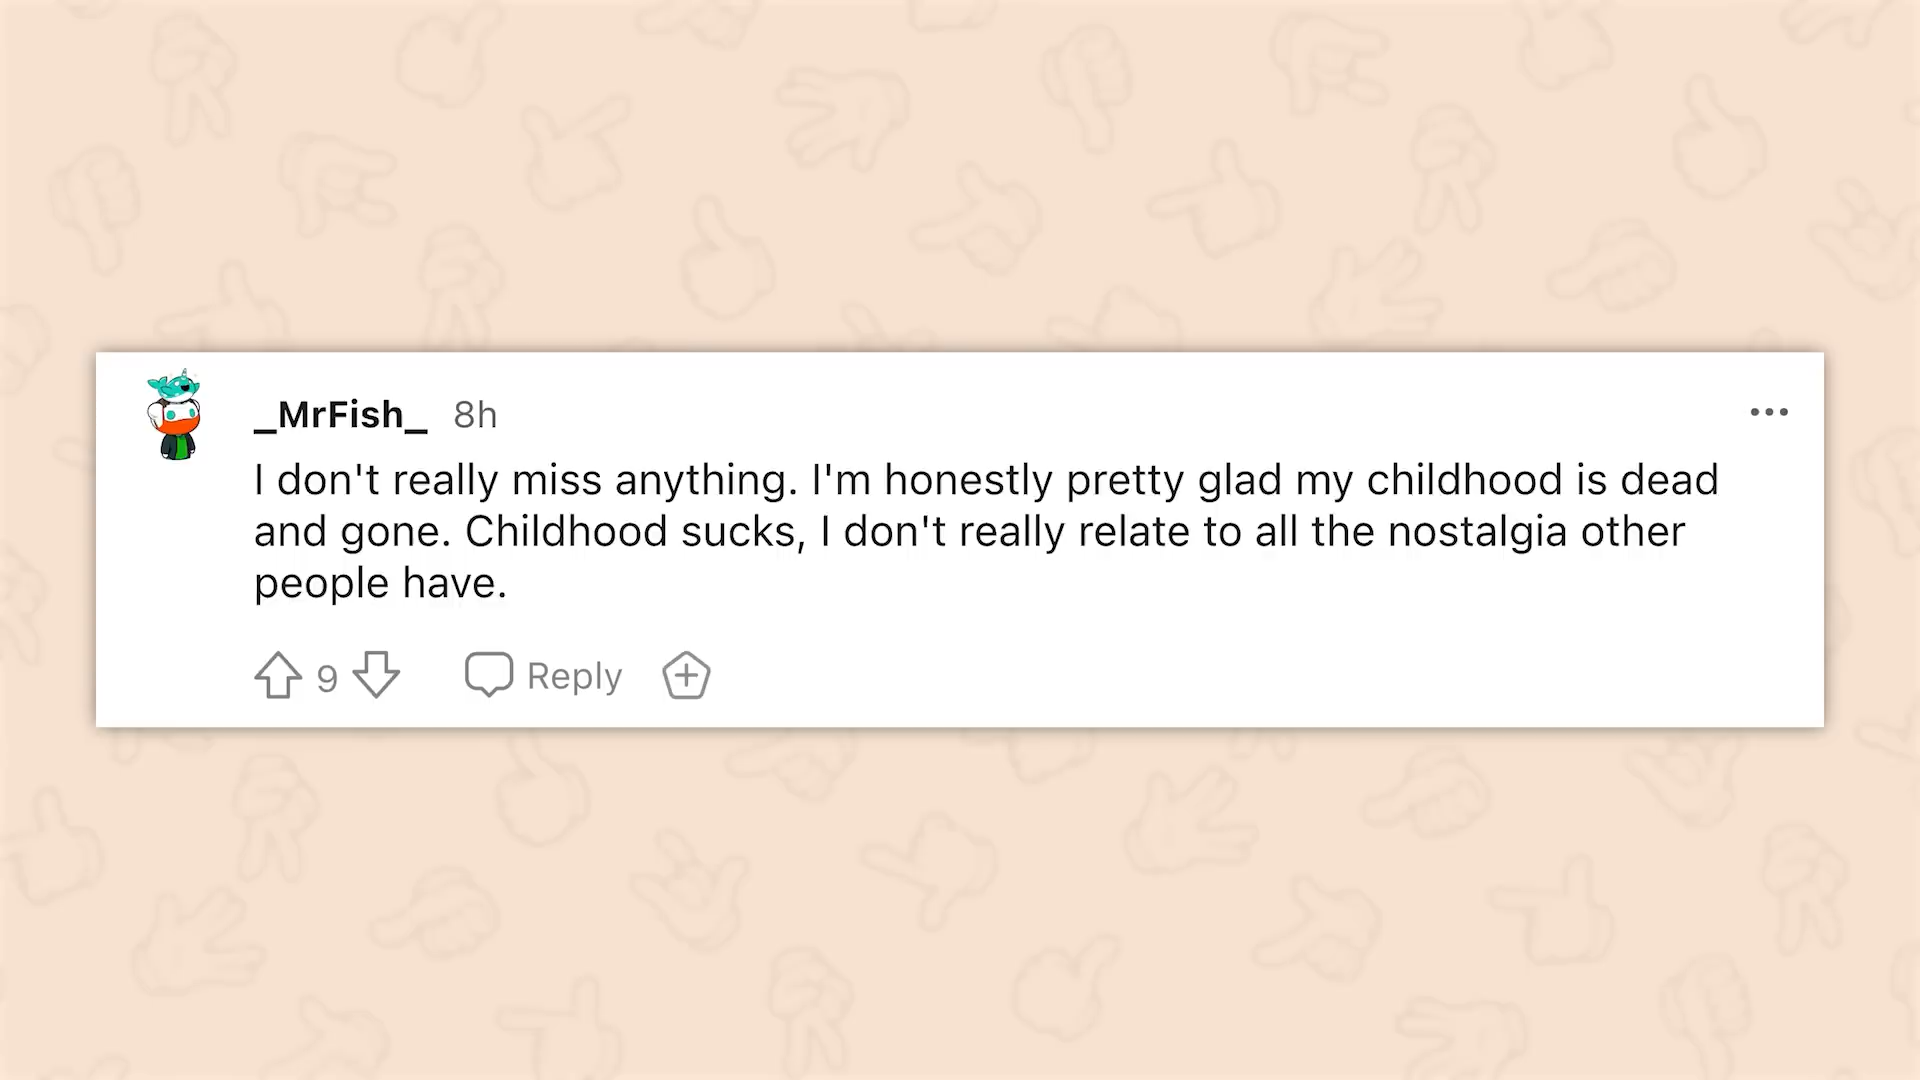 _MrFish_ 8h
I don't really miss anything. I'm honestly pretty glad my childhood is dead
and gone. Childhood sucks, I don't really relate to all the nostalgia other
people have.
9 Reply